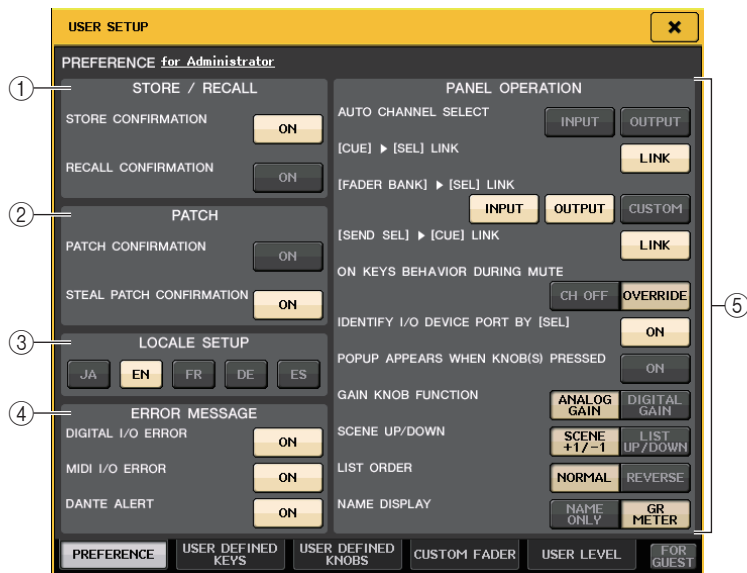 USER SETUP
PREFERENCE for Administrator
1
STORE / RECALL
STORE CONFIRMATION
ON
RECALL CONFIRMATION
ON
2
PATCH
PATCH CONFIRMATION
ON
STEAL PATCH CONFIRMATION
ON
3
LOCALE SETUP
JA EN FR DE ES
4
ERROR MESSAGE
DIGITAL I/O ERROR
ON
MIDI I/O ERROR
ON
DANTE ALERT
ON
PANEL OPERATION
AUTO CHANNEL SELECT
INPUT OUTPUT
[CUE] ▶ [SEL] LINK
LINK
[FADER BANK] ▶ [SEL] LINK
INPUT OUTPUT CUSTOM
[SEND SEL] ▶ [CUE] LINK
LINK
ON KEYS BEHAVIOR DURING MUTE
CH OFF OVERRIDE
IDENTIFY I/O DEVICE PORT BY [SEL]
ON
POPUP APPEARS WHEN KNOB(S) PRESSED
ON
GAIN KNOB FUNCTION
ANALOG GAIN
DIGITAL GAIN
SCENE UP/DOWN
SCENE +1/-1
LIST UP/DOWN
LIST ORDER
NORMAL REVERSE
NAME DISPLAY
NAME ONLY
GR METER
5
PREFERENCE
USER DEFINED KEYS
USER DEFINED KNOBS
CUSTOM FADER
USER LEVEL
FOR GUEST